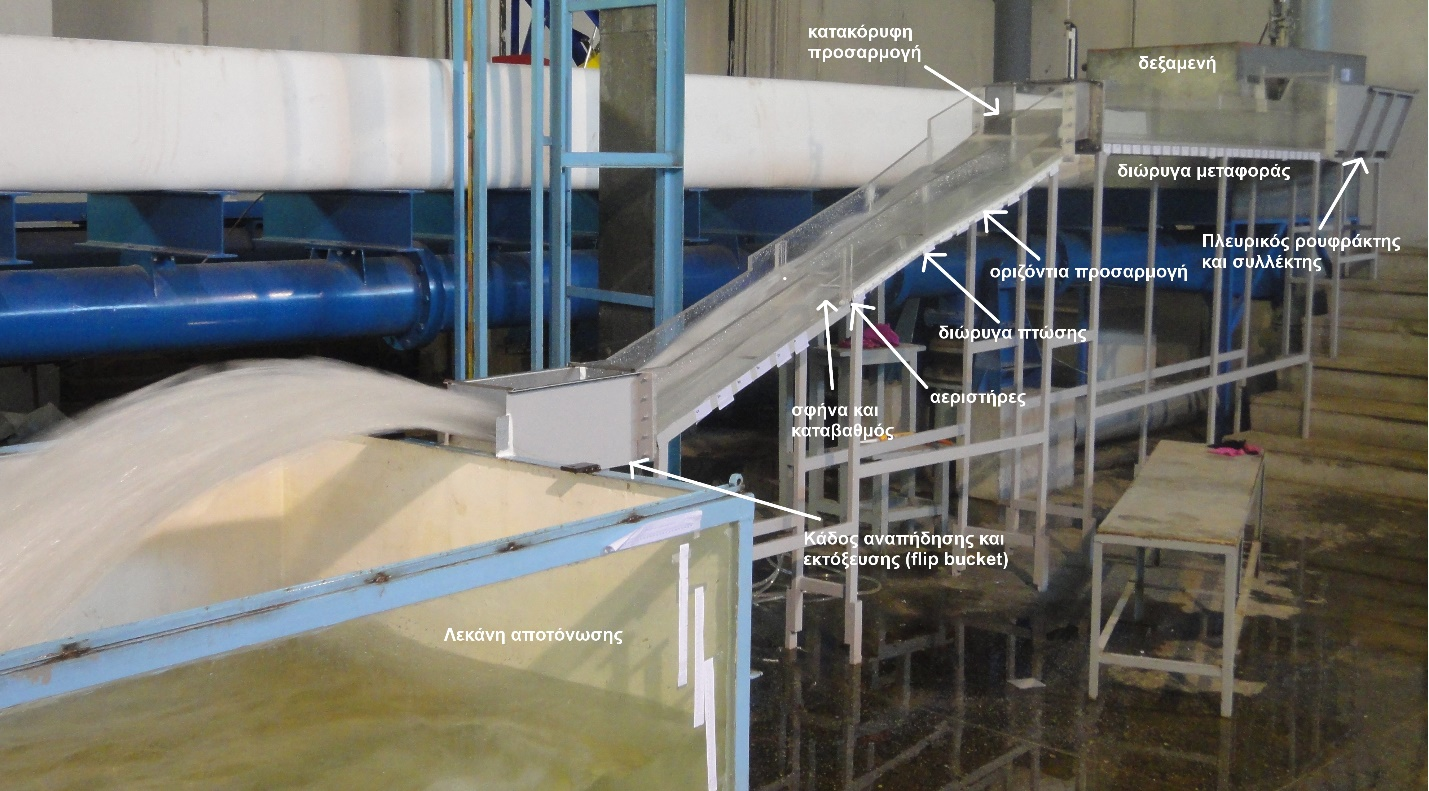 κατακόρυφη
προσαρμογή
δεξαμενή
διώρυγα μεταφοράς
Πλευρικός ρουφράκτης
και συλλέκτης
οριζόντια προσαρμογή
διώρυγα πτώσης
αεριστήρες
σφήνα και
καταβαθμός
Κάδος αναπήδησης και
εκτόξευσης (flip bucket)
Λεκάνη αποτόνωσης